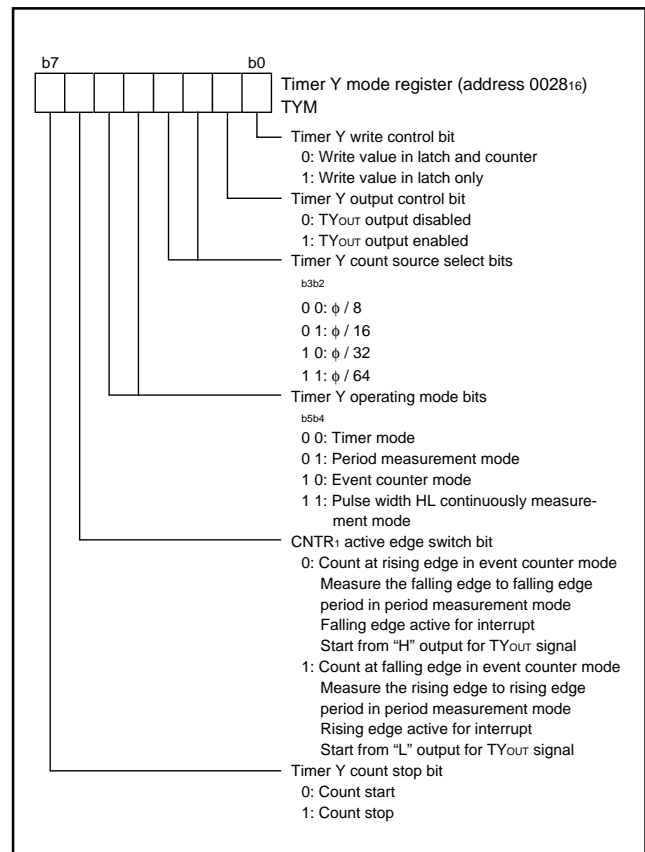 b7 b0
Timer Y mode register (address 0028₁₆)
TYM
Timer Y write control bit
0: Write value in latch and counter
1: Write value in latch only
Timer Y output control bit
0: TYOUT output disabled
1: TYOUT output enabled
Timer Y count source select bits
b3b2
0 0: ϕ / 8
0 1: ϕ / 16
1 0: ϕ / 32
1 1: ϕ / 64
Timer Y operating mode bits
b5b4
0 0: Timer mode
0 1: Period measurement mode
1 0: Event counter mode
1 1: Pulse width HL continuously measure-
ment mode
CNTR₁ active edge switch bit
0: Count at rising edge in event counter mode
Measure the falling edge to falling edge
period in period measurement mode
Falling edge active for interrupt
Start from “H” output for TYOUT signal
1: Count at falling edge in event counter mode
Measure the rising edge to rising edge
period in period measurement mode
Rising edge active for interrupt
Start from “L” output for TYOUT signal
Timer Y count stop bit
0: Count start
1: Count stop